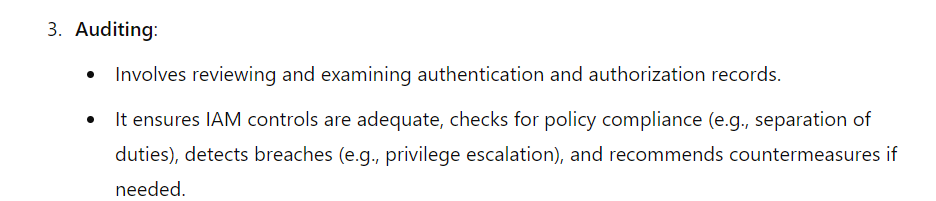 3. Auditing:
• Involves reviewing and examining authentication and authorization records.
• It ensures IAM controls are adequate, checks for policy compliance (e.g., separation of
duties), detects breaches (e.g., privilege escalation), and recommends countermeasures if
needed.